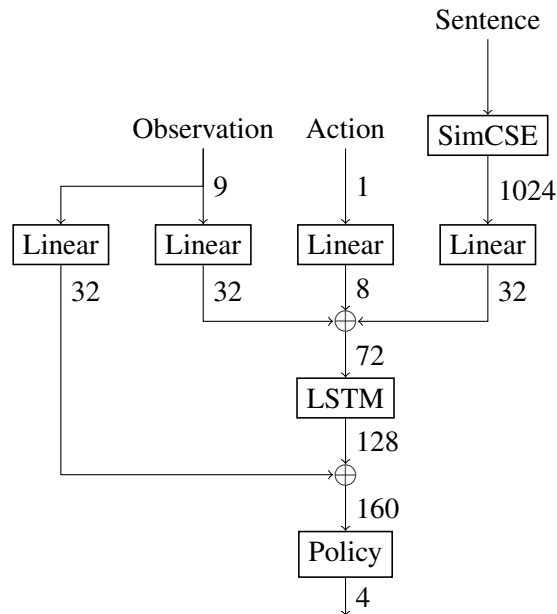 Sentence
SimCSE
Observation Action
9 1 1024
Linear Linear Linear Linear
32 32 8 32
72
LSTM
128
160
Policy
4